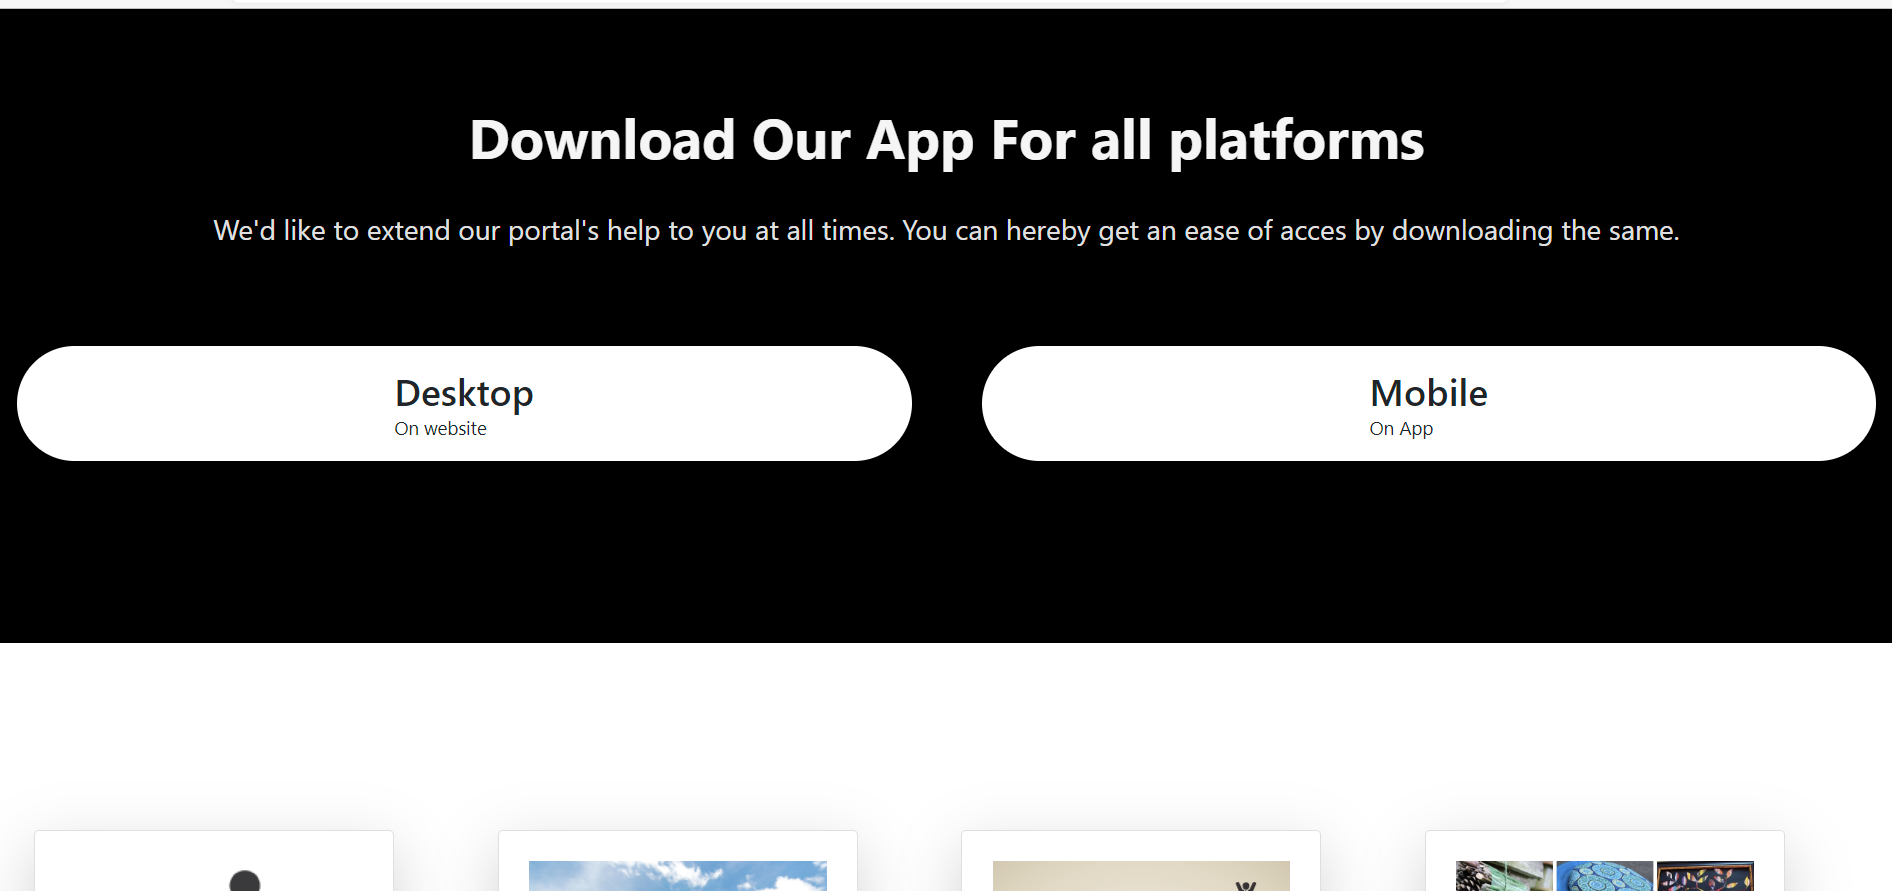 Download Our App For all platforms
We'd like to extend our portal's help to you at all times. You can hereby get an ease of acces by downloading the same.
Desktop
On website
Mobile
On App